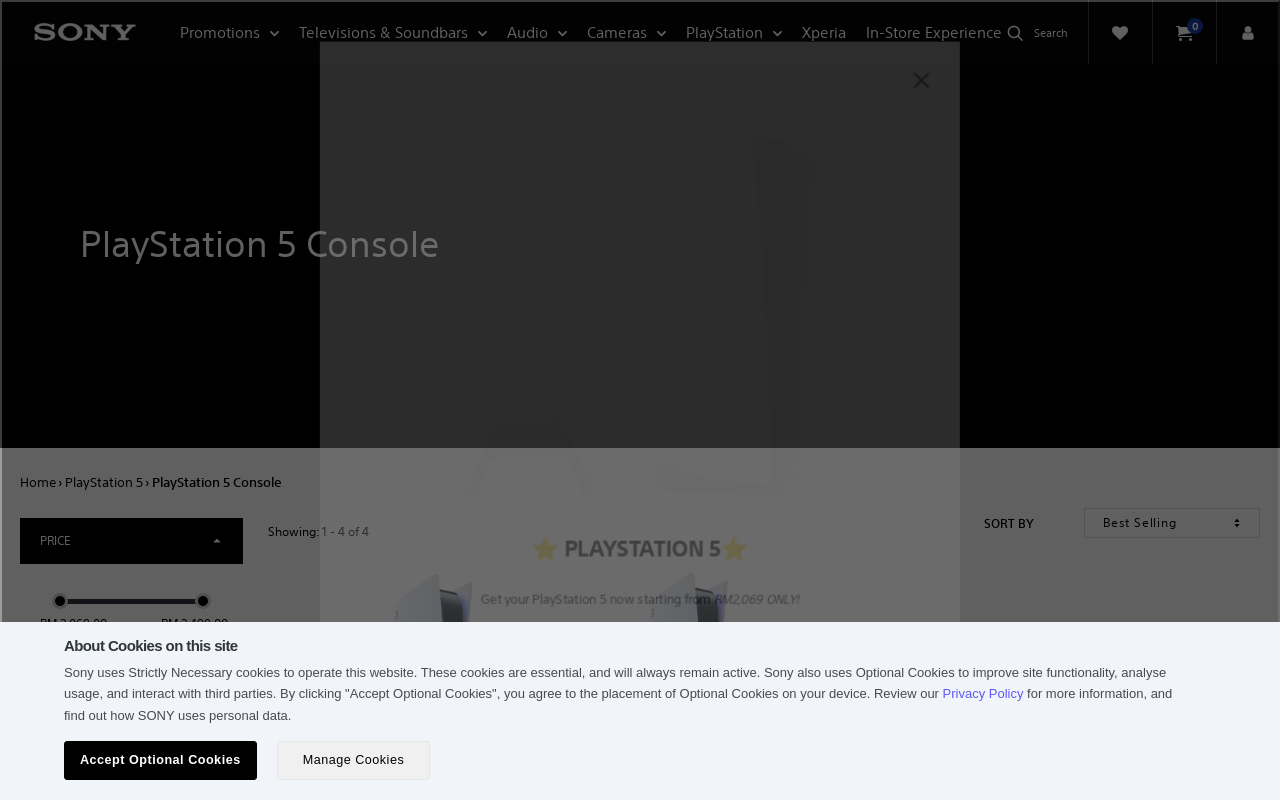 SONY
Promotions
Televisions & Soundbars
Audio
Cameras
PlayStation
Xperia
In-Store Experience
Search
0
PlayStation 5 Console
Home › PlayStation 5 › PlayStation 5 Console
PRICE
Showing: 1 - 4 of 4
SORT BY
Best Selling
⭐ PLAYSTATION 5⭐
Get your PlayStation 5 now starting from RM2,069 ONLY!
About Cookies on this site
Sony uses Strictly Necessary cookies to operate this website. These cookies are essential, and will always remain active. Sony also uses Optional Cookies to improve site functionality, analyse
usage, and interact with third parties. By clicking "Accept Optional Cookies", you agree to the placement of Optional Cookies on your device. Review our Privacy Policy for more information, and
find out how SONY uses personal data.
Accept Optional Cookies
Manage Cookies